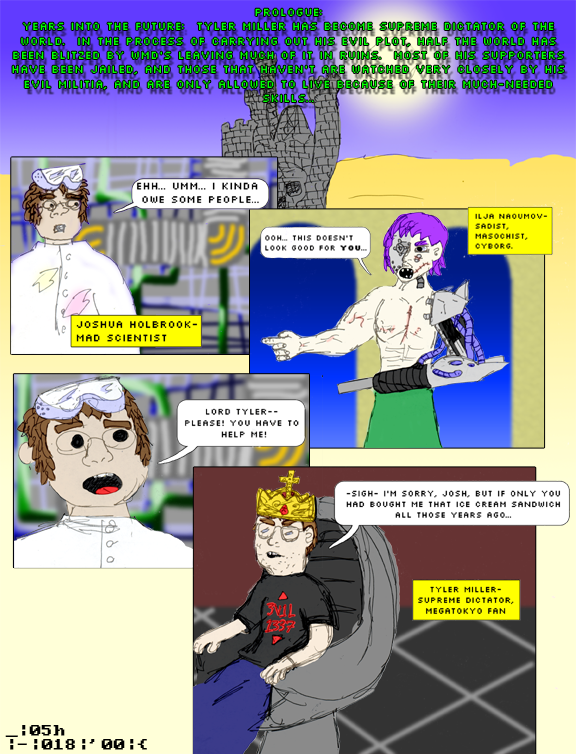 PROLOGUE:
YEARS INTO THE FUTURE: TYLER MILLER HAS BECOME SUPREME DICTATOR OF THE
WORLD. IN THE PROCESS OF CARRYING OUT HIS EVIL PLOT, HALF THE WORLD HAS
BEEN BLITZED BY WMD'S LEAVING MUCH OF IT IN RUINS. MOST OF HIS SUPPORTERS
HAVE BEEN JAILED, AND THOSE THAT HAVEN'T ARE WATCHED VERY CLOSELY BY HIS
EVIL MILITIA, AND ARE ONLY ALLOWED TO LIVE BECAUSE OF THEIR MUCH-NEEDED
SKILLS...
EHH... UMM... I KINDA
OWE SOME PEOPLE...
JOSHUA HOLBROOK-
MAD SCIENTIST
ILJA NAOUMOV-
SADIST,
MASOCHIST,
CYBORG.
OOH... THIS DOESN'T
LOOK GOOD FOR YOU...
LORD TYLER--
PLEASE! YOU HAVE TO
HELP ME!
-SIGH- I'M SORRY, JOSH, BUT IF ONLY YOU
HAD BOUGHT ME THAT ICE CREAM SANDWICH
ALL THOSE YEARS AGO...
TYLER MILLER-
SUPREME DICTATOR,
MEGATOKYO FAN
1337
_|05h
|-|018|'00|{